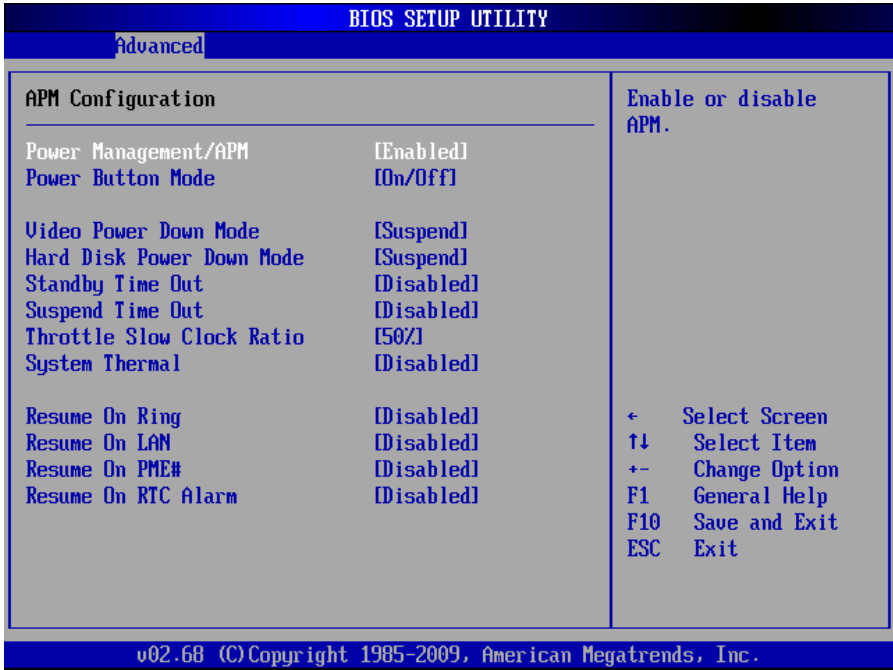 BIOS SETUP UTILITY
Advanced
APM Configuration
Power Management/APM [Enabled]
Power Button Mode [On/Off]
Video Power Down Mode [Suspend]
Hard Disk Power Down Mode [Suspend]
Standby Time Out [Disabled]
Suspend Time Out [Disabled]
Throttle Slow Clock Ratio [50%]
System Thermal [Disabled]
Resume On Ring [Disabled]
Resume On LAN [Disabled]
Resume On PME# [Disabled]
Resume On RTC Alarm [Disabled]
Enable or disable
APM.
← Select Screen
↑↓ Select Item
+- Change Option
F1 General Help
F10 Save and Exit
ESC Exit
v02.68 (C)Copyright 1985-2009, American Megatrends, Inc.